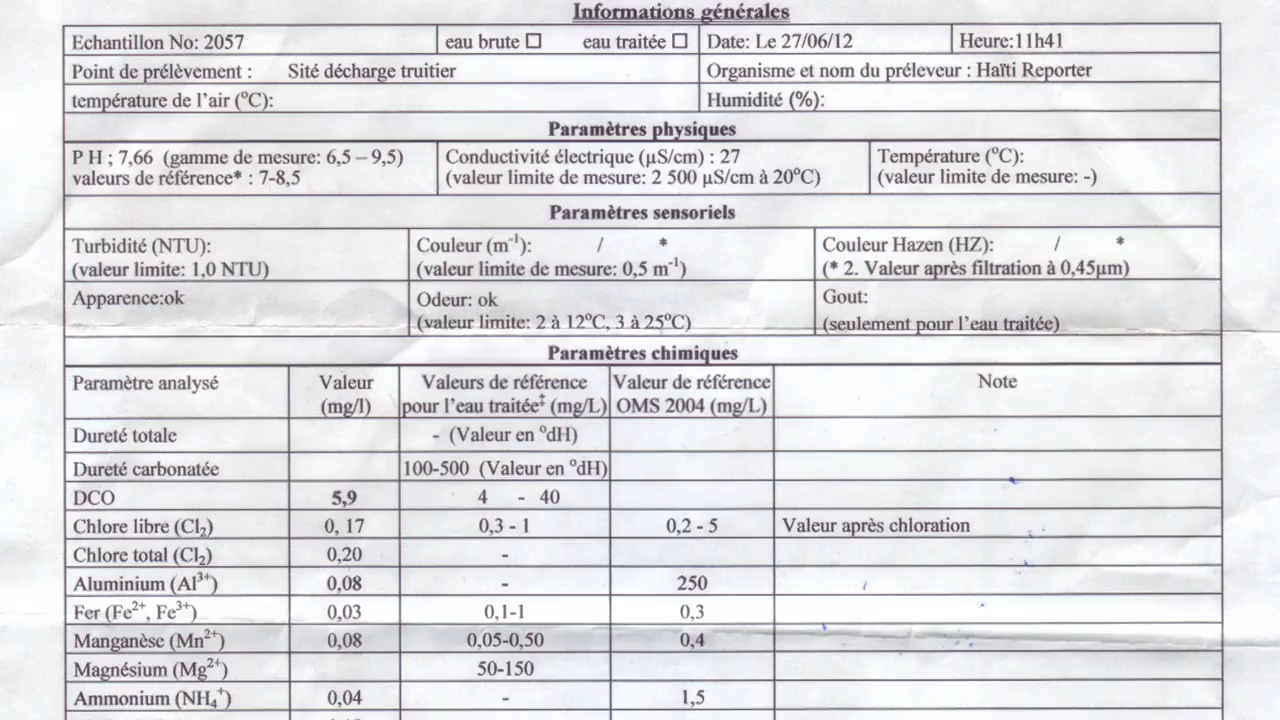 Informations générales
Echantillon No: 2057 eau brute ☐ eau traitée ☐ Date: Le 27/06/12 Heure:11h41
Point de prélèvement : Sité décharge truitier Organisme et nom du préleveur : Haïti Reporter
température de l'air (°C): Humidité (%):
Paramètres physiques
P H ; 7,66 (gamme de mesure: 6,5 – 9,5) Conductivité électrique (µS/cm) : 27 Température (°C):
valeurs de référence* : 7-8,5 (valeur limite de mesure: 2 500 µS/cm à 20°C) (valeur limite de mesure: -)
Paramètres sensoriels
Turbidité (NTU): Couleur (m⁻¹): / * Couleur Hazen (HZ): / *
(valeur limite: 1,0 NTU) (valeur limite de mesure: 0,5 m⁻¹) (* 2. Valeur après filtration à 0,45µm)
Apparence:ok Odeur: ok Gout:
(valeur limite: 2 à 12°C, 3 à 25°C) (seulement pour l'eau traitée)
Paramètres chimiques
Paramètre analysé Valeur Valeurs de référence Valeur de référence Note
(mg/l) pour l'eau traitée‡ (mg/L) OMS 2004 (mg/L)
Dureté totale - (Valeur en °dH)
Dureté carbonatée 100-500 (Valeur en °dH)
DCO 5,9 4 - 40
Chlore libre (Cl₂) 0, 17 0,3 - 1 0,2 - 5 Valeur après chloration
Chlore total (Cl₂) 0,20 -
Aluminium (Al³⁺) 0,08 - 250
Fer (Fe²⁺, Fe³⁺) 0,03 0,1-1 0,3
Manganèse (Mn²⁺) 0,08 0,05-0,50 0,4
Magnésium (Mg²⁺) 50-150
Ammonium (NH₄⁺) 0,04 - 1,5